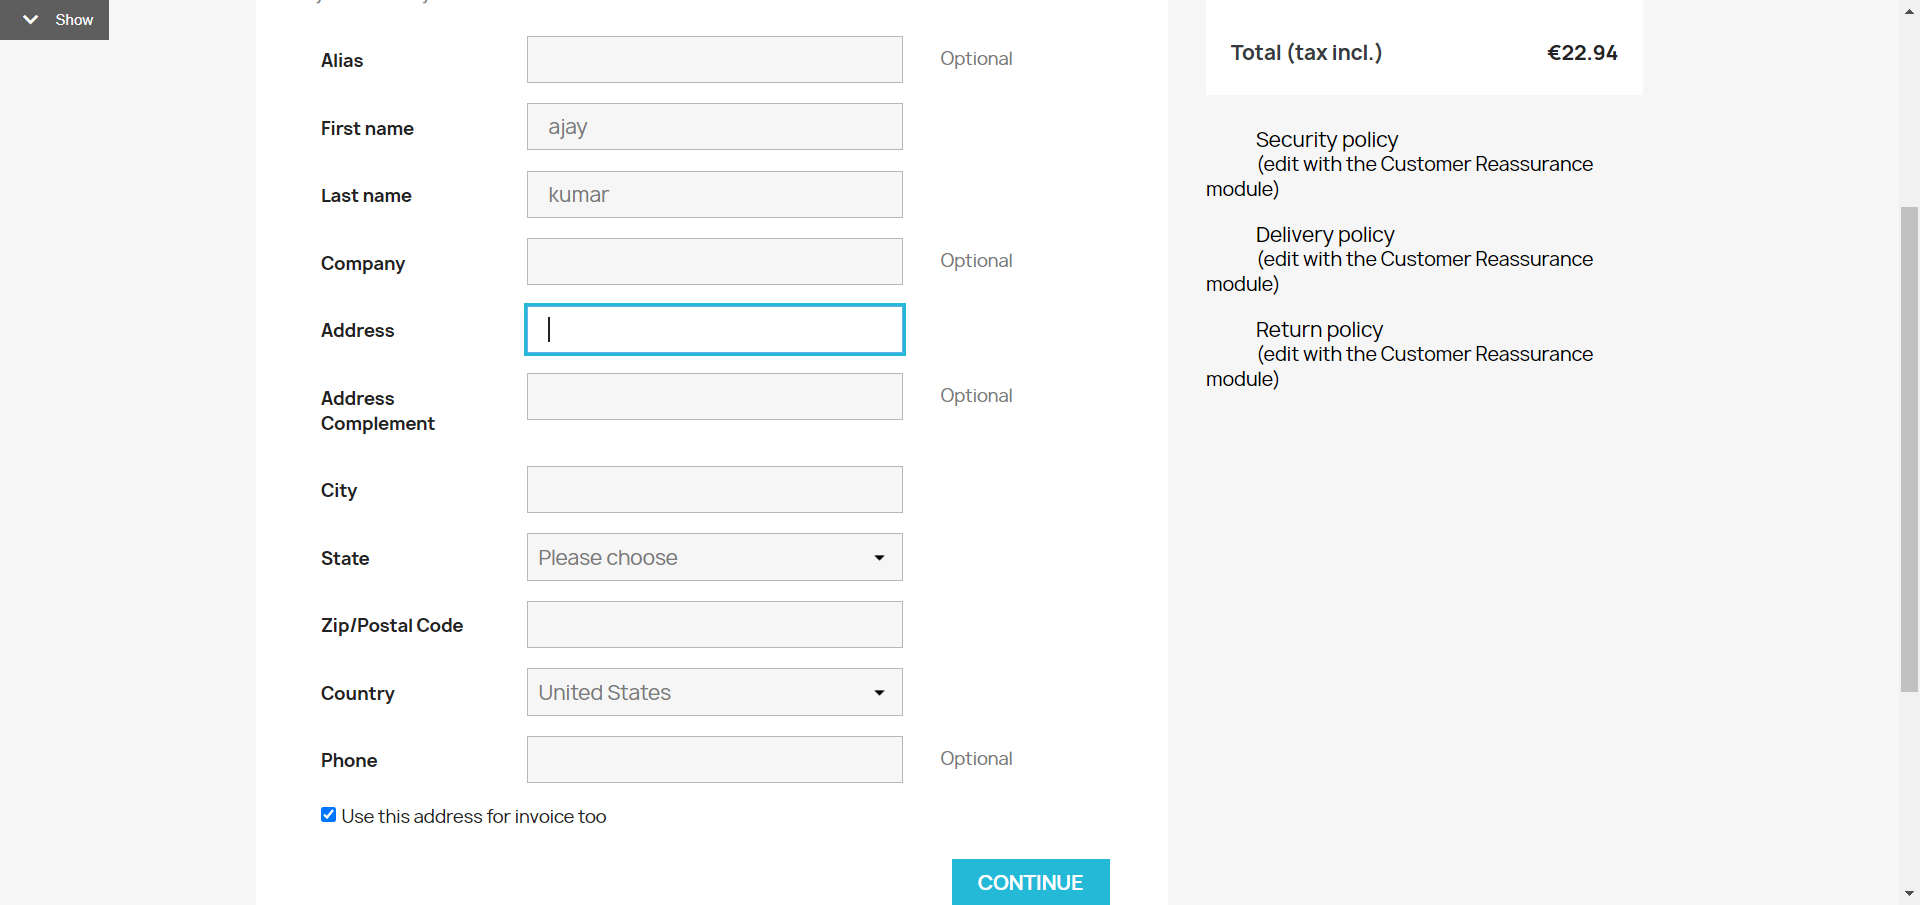 Show
Alias
Optional
First name
ajay
Last name
kumar
Company
Optional
Address
Address
Complement
Optional
City
State
Please choose
Zip/Postal Code
Country
United States
Phone
Optional
Use this address for invoice too
CONTINUE
Total (tax incl.) €22.94
Security policy
(edit with the Customer Reassurance
module)
Delivery policy
(edit with the Customer Reassurance
module)
Return policy
(edit with the Customer Reassurance
module)